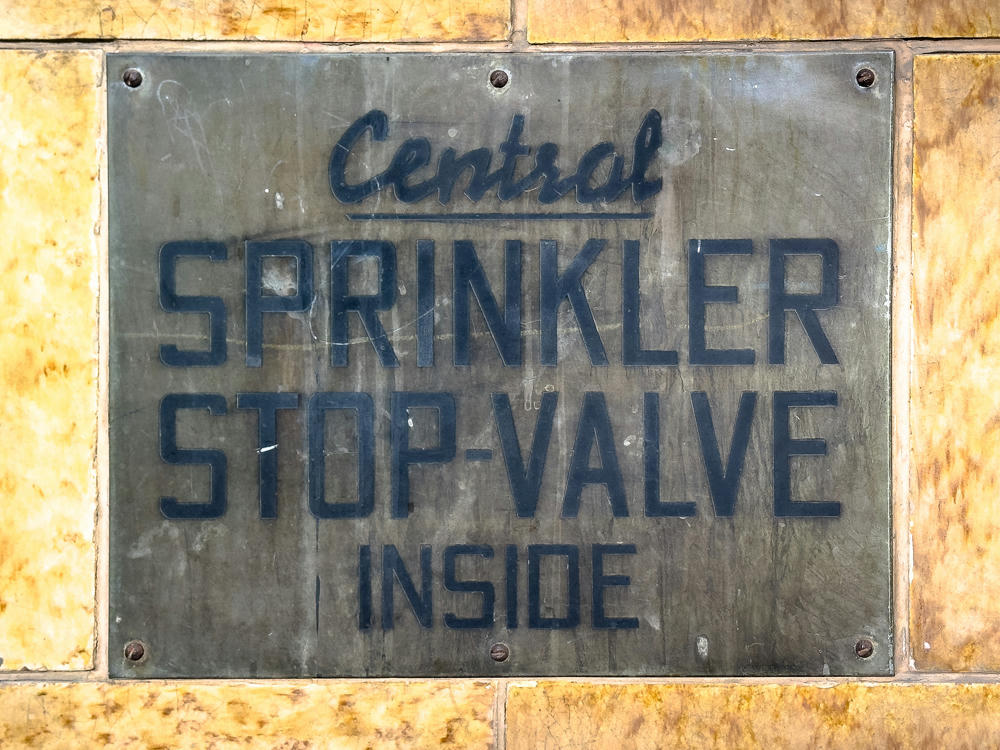 Central
SPRINKLER
STOP-VALVE
INSIDE